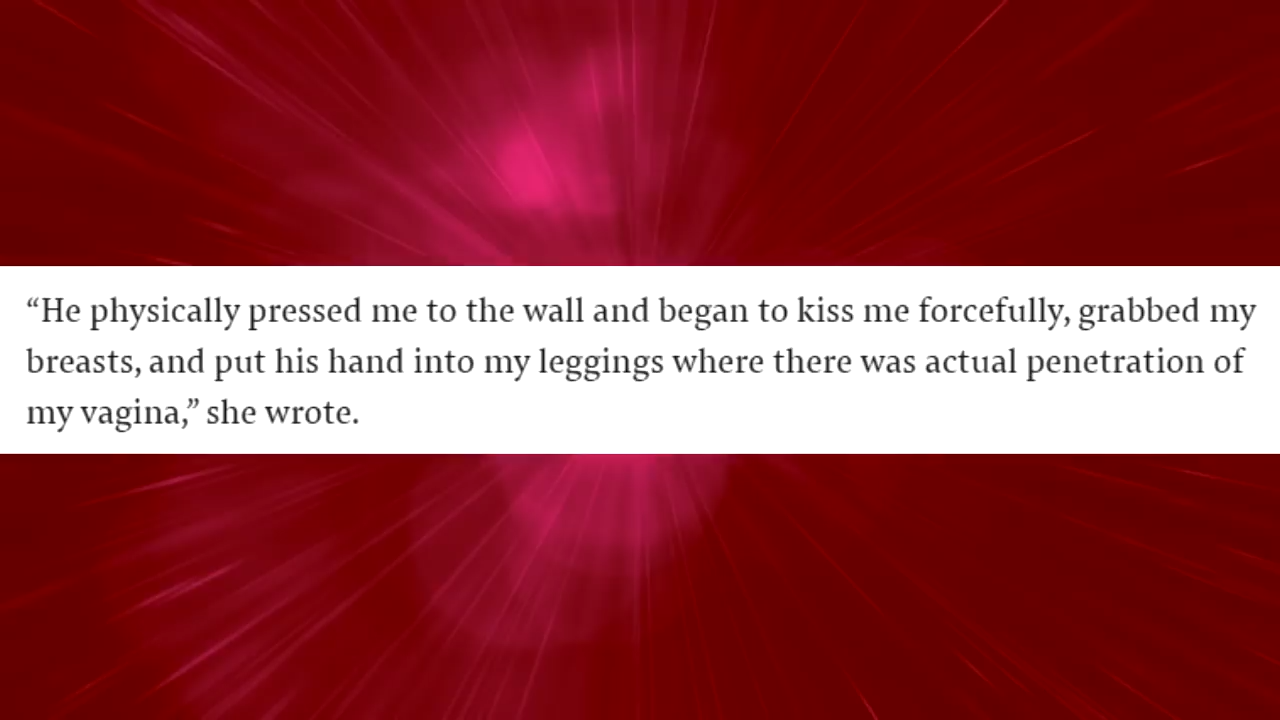 “He physically pressed me to the wall and began to kiss me forcefully, grabbed my
breasts, and put his hand into my leggings where there was actual penetration of
my vagina,” she wrote.